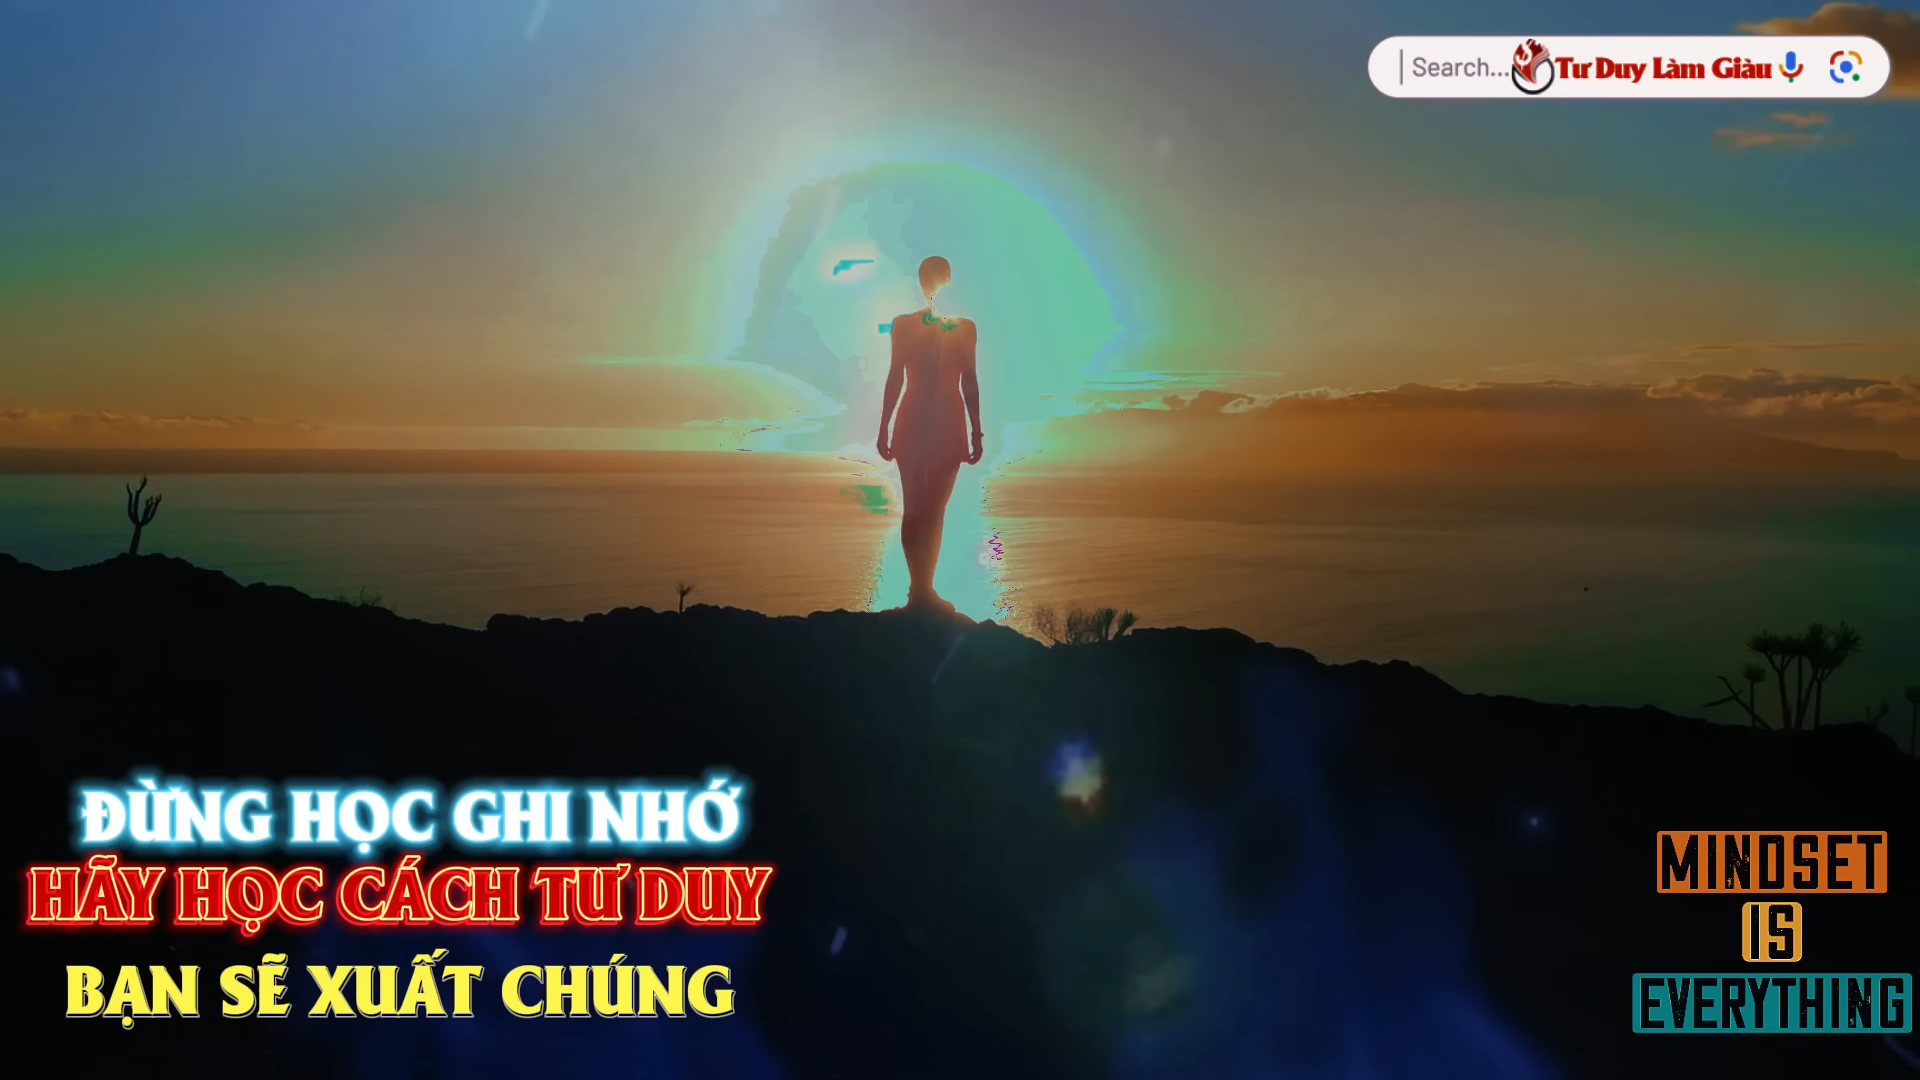 Search... Tư Duy Làm Giàu
ĐỪNG HỌC GHI NHỚ
HÃY HỌC CÁCH TƯ DUY
BẠN SẼ XUẤT CHÚNG
MINDSET
IS
EVERYTHING